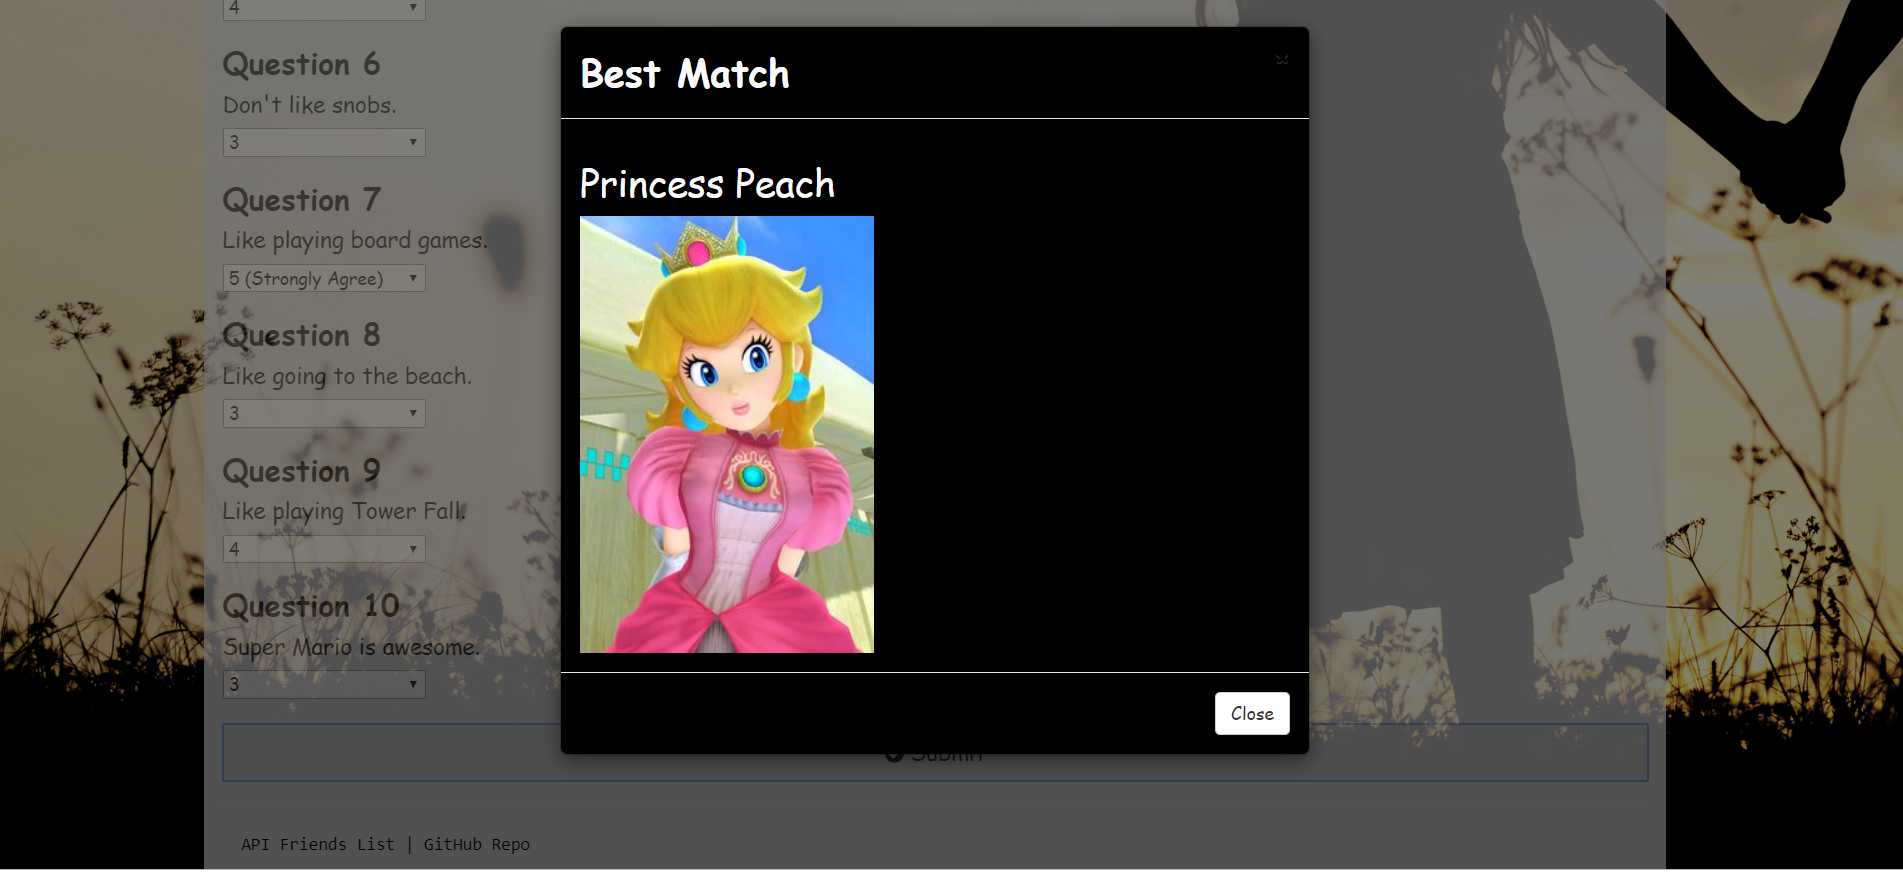 4
Question 6
Don't like snobs.
3
Question 7
Like playing board games.
5 (Strongly Agree)
Question 8
Like going to the beach.
3
Question 9
Like playing Tower Fall.
4
Question 10
Super Mario is awesome.
3
Best Match
×
Princess Peach
Close
Submit
API Friends List | GitHub Repo